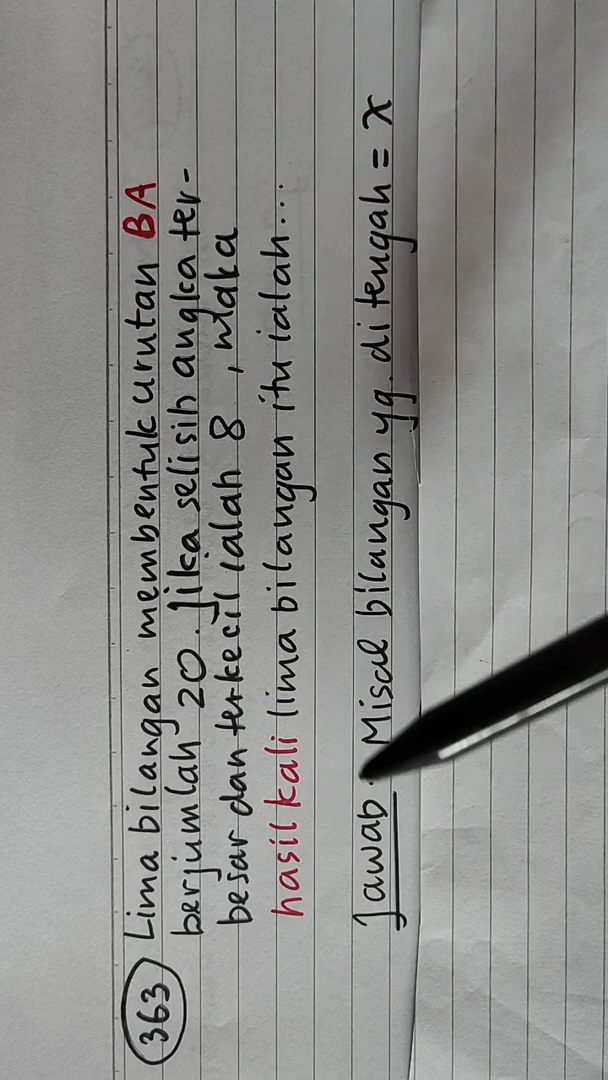 363 Lima bilangan membentuk urutan BA
berjumlah 20. Jika selisih angka ter-
besar dan terkecil ialah 8, maka
hasil kali lima bilangan itu ialah...
Jawab. Misal bilangan yg. di tengah = x